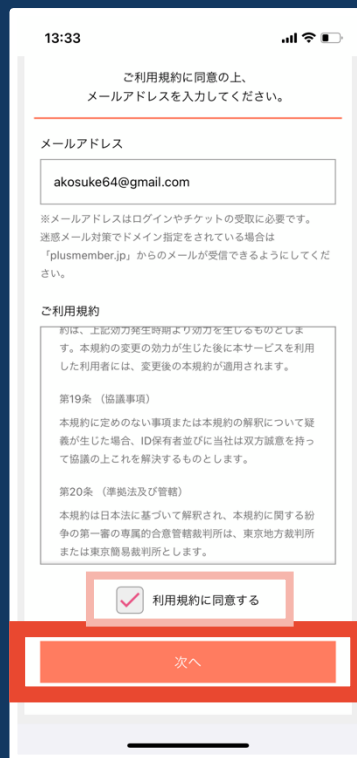 13:33
ご利用規約に同意の上、
メールアドレスを入力してください。
メールアドレス
akosuke64@gmail.com
※メールアドレスはログインやチケットの受取に必要です。
迷惑メール対策でドメイン指定をされている場合は
「plusmember.jp」からのメールが受信できるようにしてくだ
さい。
ご利用規約
約は、上記効力発生時期より効力を生じるものとしま
す。本規約の変更の効力が生じた後に本サービスを利用
した利用者には、変更後の本規約が適用されます。
第19条 （協議事項）
本規約に定めのない事項または本規約の解釈について疑
義が生じた場合、ID保有者並びに当社は双方誠意を持っ
て協議の上これを解決するものとします。
第20条 （準拠法及び管轄）
本規約は日本法に基づいて解釈され、本規約に関する紛
争の第一審の専属的合意管轄裁判所は、東京地方裁判所
または東京簡易裁判所とします。
利用規約に同意する
次へ